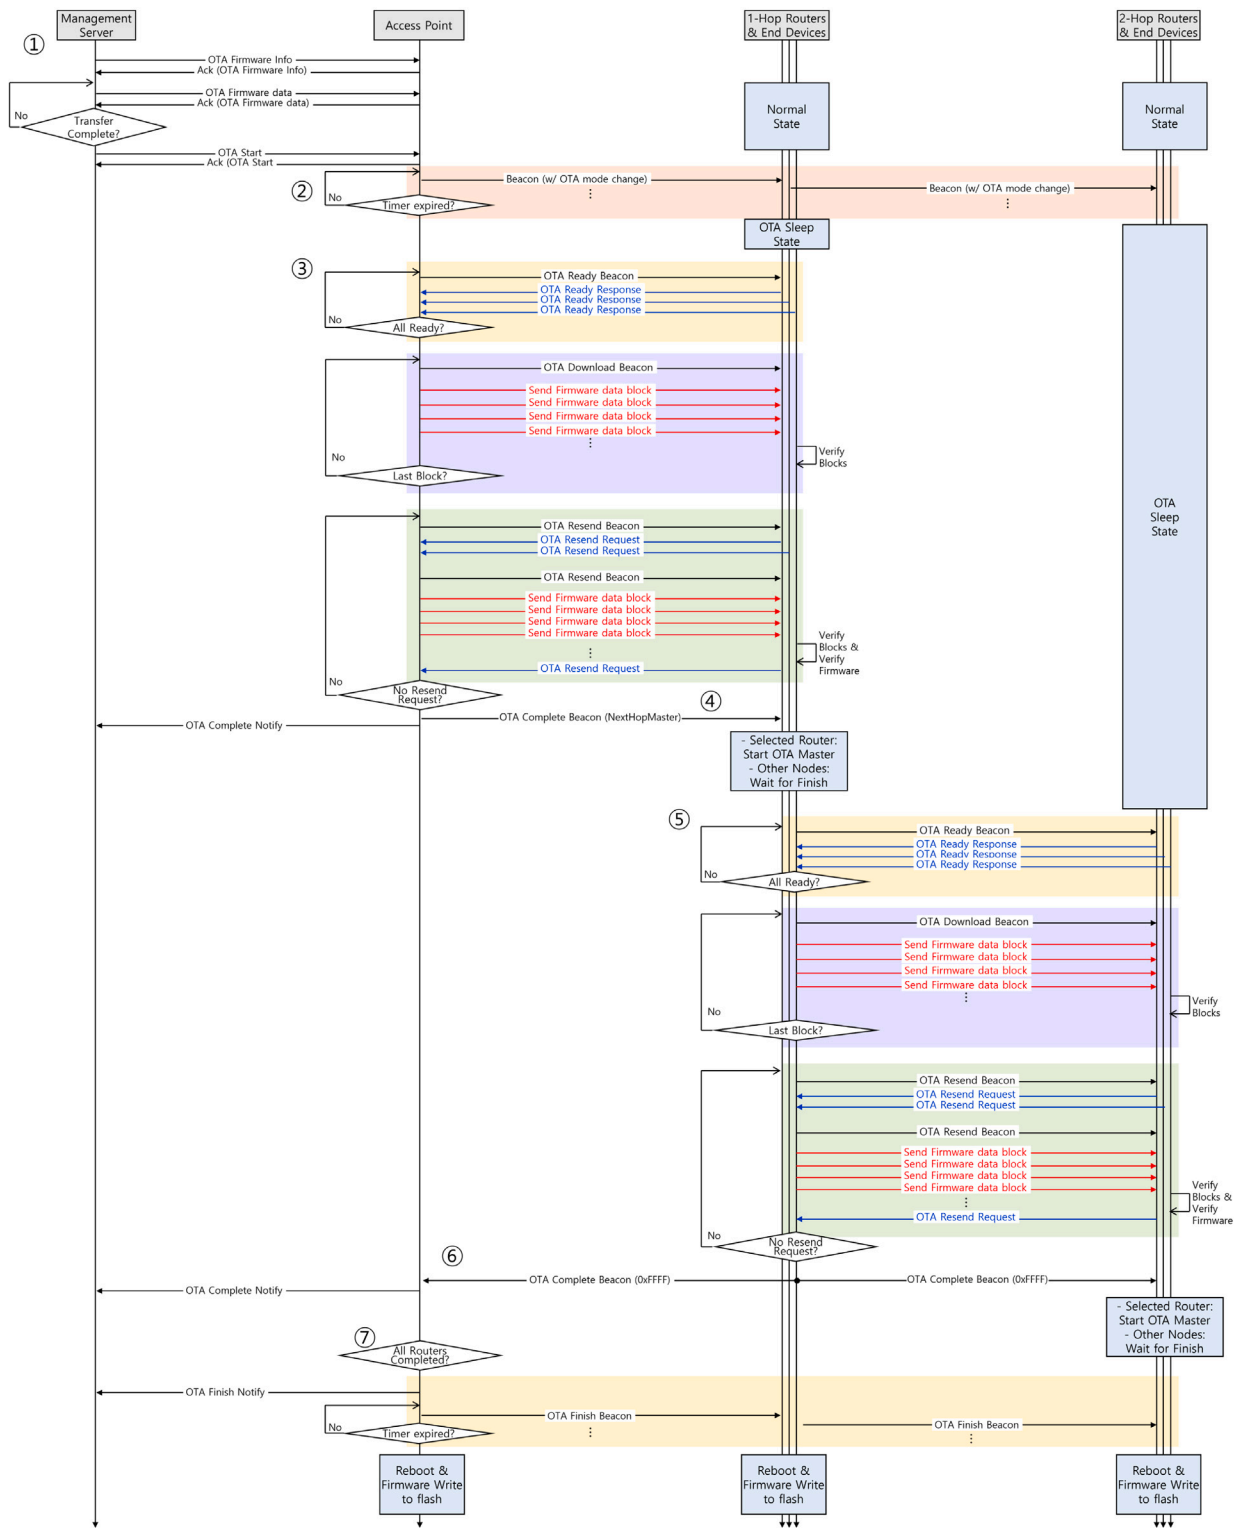 Management
Server
Access Point
1-Hop Routers
& End Devices
2-Hop Routers
& End Devices
①
OTA Firmware Info
Ack (OTA Firmware Info)
OTA Firmware data
Ack (OTA Firmware data)
No
Transfer
Complete?
Normal
State
Normal
State
OTA Start
Ack (OTA Start
②
Beacon (w/ OTA mode change)
⋮
Beacon (w/ OTA mode change)
⋮
No
Timer expired?
OTA Sleep
State
③
OTA Ready Beacon
OTA Ready Response
OTA Ready Response
OTA Ready Response
No
All Ready?
OTA Download Beacon
Send Firmware data block
Send Firmware data block
Send Firmware data block
Send Firmware data block
⋮
Verify
Blocks
No
Last Block?
OTA
Sleep
State
OTA Resend Beacon
OTA Resend Request
OTA Resend Request
OTA Resend Beacon
Send Firmware data block
Send Firmware data block
Send Firmware data block
Send Firmware data block
⋮
Verify
Blocks &
Verify
Firmware
OTA Resend Request
No
No Resend
Request?
④
OTA Complete Beacon (NextHopMaster)
OTA Complete Notify
- Selected Router:
Start OTA Master
- Other Nodes:
Wait for Finish
⑤
OTA Ready Beacon
OTA Ready Response
OTA Ready Response
OTA Ready Response
No
All Ready?
OTA Download Beacon
Send Firmware data block
Send Firmware data block
Send Firmware data block
Send Firmware data block
⋮
Verify
Blocks
No
Last Block?
OTA Resend Beacon
OTA Resend Request
OTA Resend Request
OTA Resend Beacon
Send Firmware data block
Send Firmware data block
Send Firmware data block
Send Firmware data block
⋮
Verify
Blocks &
Verify
Firmware
OTA Resend Request
No
No Resend
Request?
⑥
OTA Complete Beacon (0xFFFF)
OTA Complete Beacon (0xFFFF)
OTA Complete Notify
- Selected Router:
Start OTA Master
- Other Nodes:
Wait for Finish
⑦
All Routers
Completed?
OTA Finish Notify
OTA Finish Beacon
⋮
OTA Finish Beacon
⋮
No
Timer expired?
Reboot &
Firmware Write
to flash
Reboot &
Firmware Write
to flash
Reboot &
Firmware Write
to flash